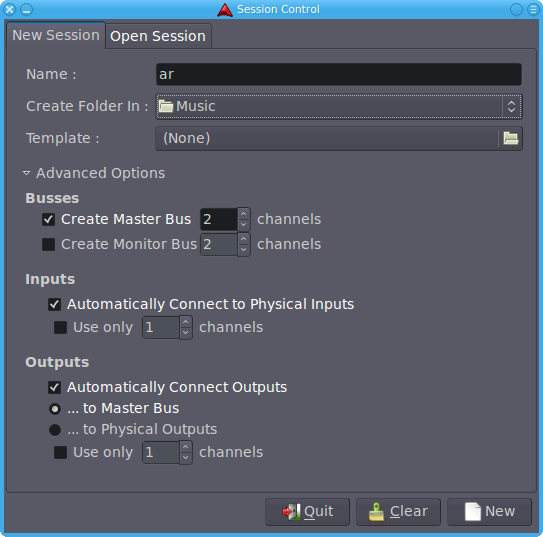 Session Control
New Session Open Session
Name : ar
Create Folder In : Music
Template : (None)
Advanced Options
Busses
Create Master Bus 2 channels
Create Monitor Bus 2 channels
Inputs
Automatically Connect to Physical Inputs
Use only 1 channels
Outputs
Automatically Connect Outputs
... to Master Bus
... to Physical Outputs
Use only 1 channels
Quit Clear New